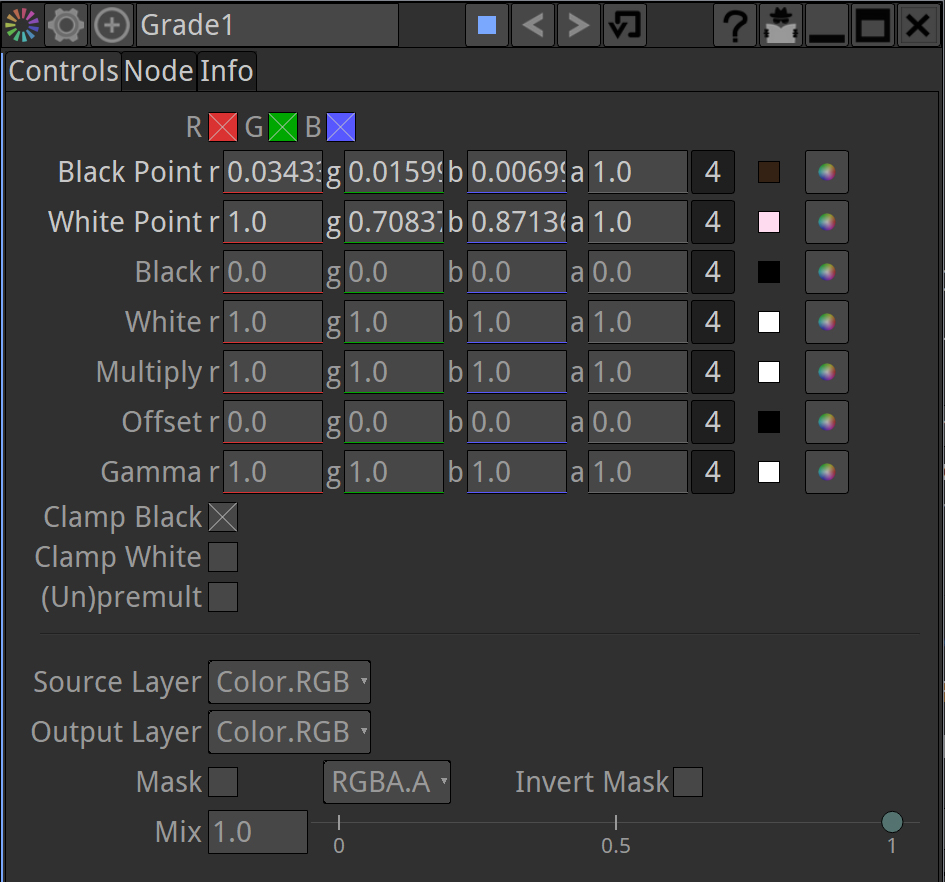 Grade1
Controls Node Info
R G B
Black Point r 0.03433 g 0.01599 b 0.00699 a 1.0 4
White Point r 1.0 g 0.70837 b 0.87136 a 1.0 4
Black r 0.0 g 0.0 b 0.0 a 0.0 4
White r 1.0 g 1.0 b 1.0 a 1.0 4
Multiply r 1.0 g 1.0 b 1.0 a 1.0 4
Offset r 0.0 g 0.0 b 0.0 a 0.0 4
Gamma r 1.0 g 1.0 b 1.0 a 1.0 4
Clamp Black
Clamp White
(Un)premult
Source Layer Color.RGB
Output Layer Color.RGB
Mask RGBA.A Invert Mask
Mix 1.0
0 0.5 1